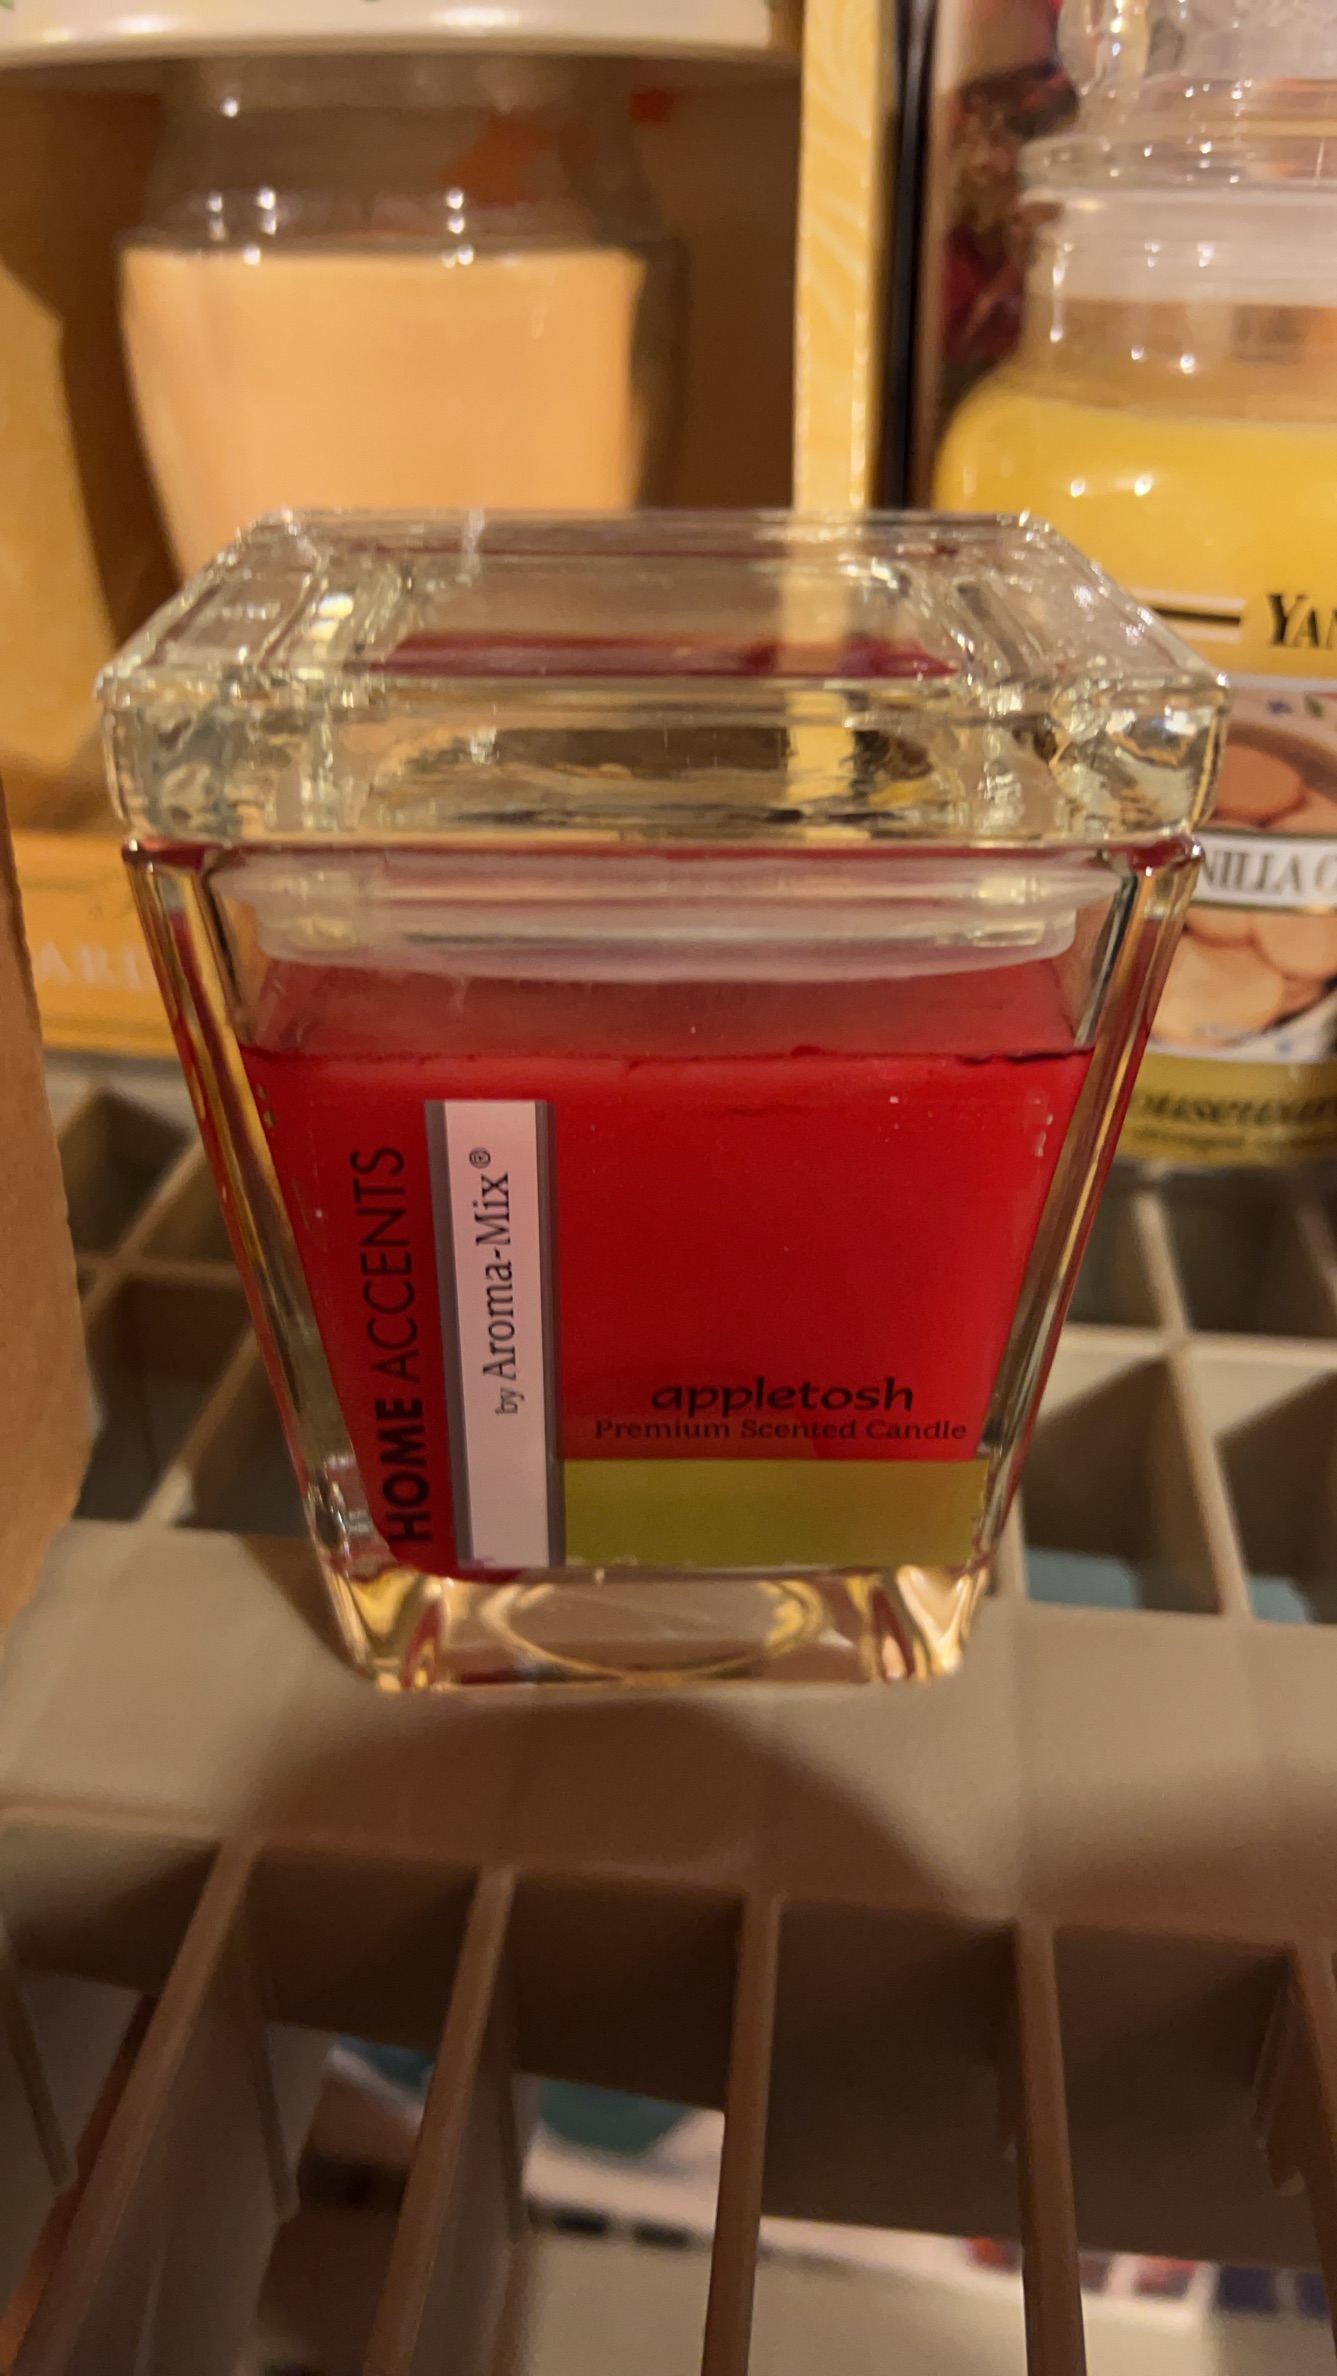 HOME ACCENTS
by Aroma-Mix®
appletosh
Premium Scented Candle